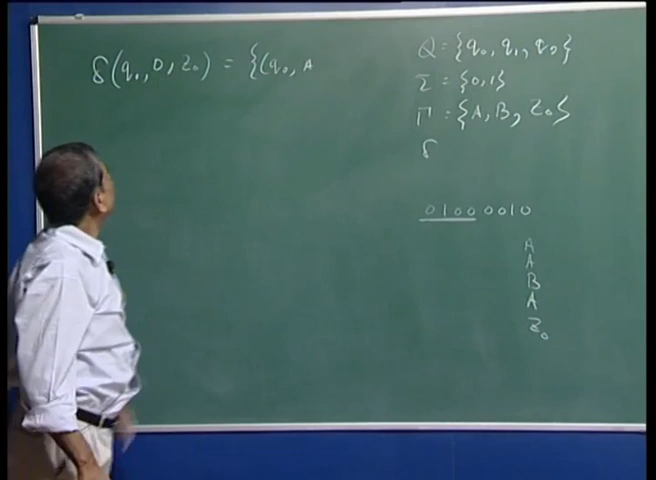 δ(q₀, 0, z₀) = {(q₀, A
Q = {q₀, q₁, q₂}
Σ = {0, 1}
Γ = {A, B, Z₀}
δ
01000010
A
A
B
A
Z₀